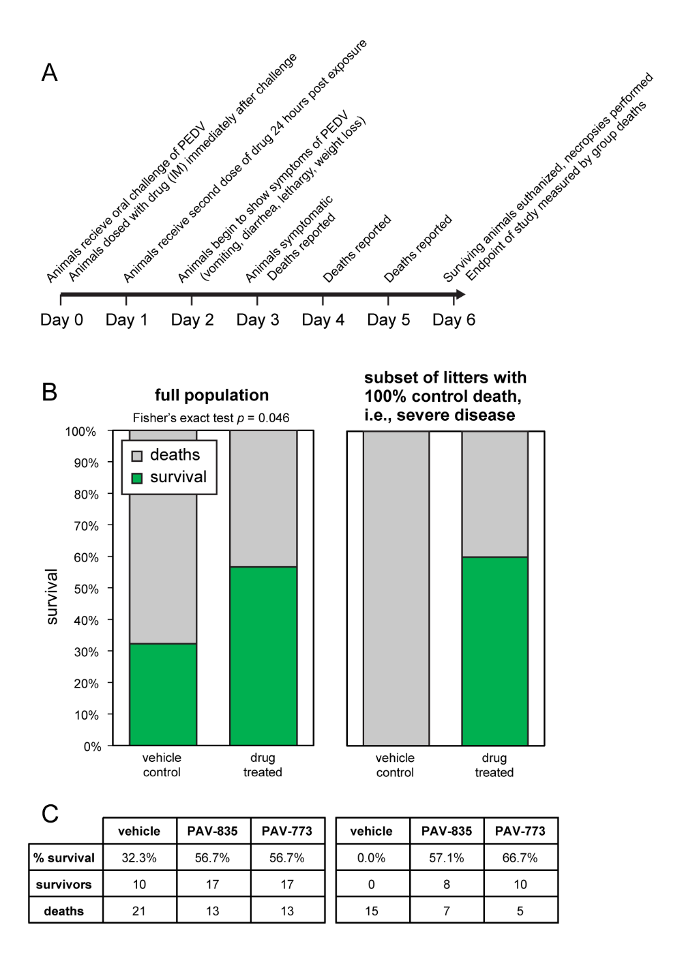 A
Animals recieve oral challenge of PEDV
Animals dosed with drug (IM) immediately after challenge
Animals receive second dose of drug 24 hours post exposure
Animals begin to show symptoms of PEDV
(vomiting, diarrhea, lethargy, weight loss)
Animals symptomatic
Deaths reported
Deaths reported
Deaths reported
Surviving animals euthanized, necropsies performed
Endpoint of study measured by group deaths
Day 0 Day 1 Day 2 Day 3 Day 4 Day 5 Day 6
B
full population
Fisher's exact test p = 0.046
subset of litters with
100% control death,
i.e., severe disease
survival
100%
90%
80%
70%
60%
50%
40%
30%
20%
10%
0%
deaths
survival
vehicle
control
drug
treated
vehicle
control
drug
treated
C
vehicle PAV-835 PAV-773 vehicle PAV-835 PAV-773
% survival 32.3% 56.7% 56.7% 0.0% 57.1% 66.7%
survivors 10 17 17 0 8 10
deaths 21 13 13 15 7 5